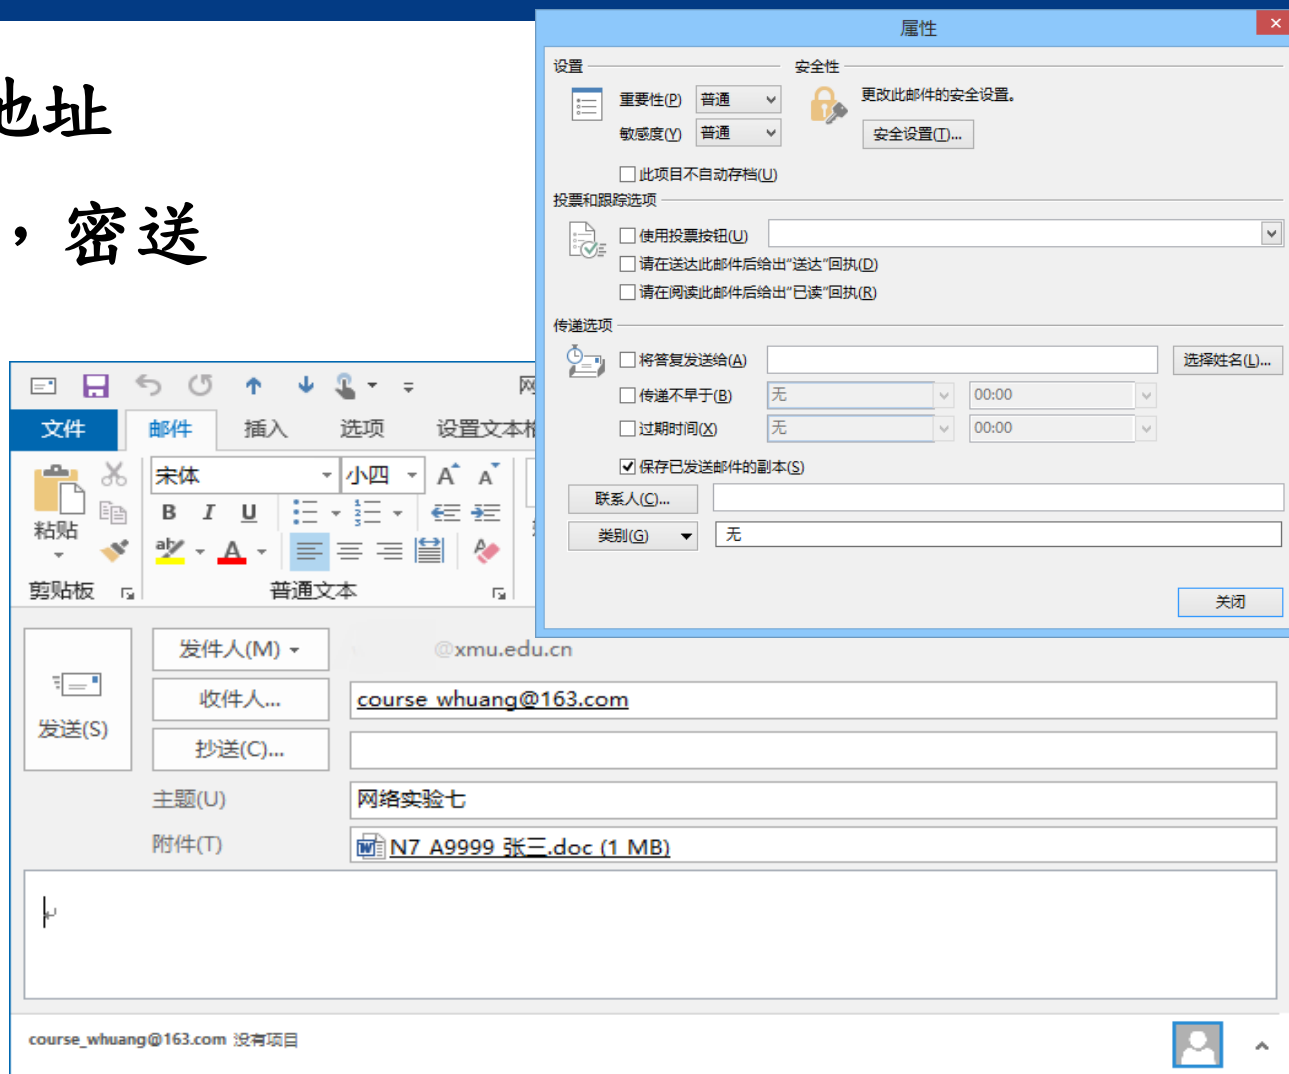 地址
，密送
属性
设置
安全性
重要性(P) 普通
更改此邮件的安全设置。
敏感度(Y) 普通
安全设置(T)...
此项目不自动存档(U)
投票和跟踪选项
使用投票按钮(U)
请在送达此邮件后给出“送达”回执(D)
请在阅读此邮件后给出“已读”回执(R)
传递选项
将答复发送给(A)
选择姓名(L)...
传递不早于(B) 无 00:00
过期时间(X) 无 00:00
保存已发送邮件的副本(S)
联系人(C)...
类别(G) 无
关闭
文件 邮件 插入 选项 设置文本格
宋体 小四 A A
B I U
粘贴
aby A
剪贴板 普通文本
发件人(M) @xmu.edu.cn
收件人... course_whuang@163.com
发送(S)
抄送(C)...
主题(U) 网络实验七
附件(T) N7_A9999_张三.doc (1 MB)
course_whuang@163.com 没有项目